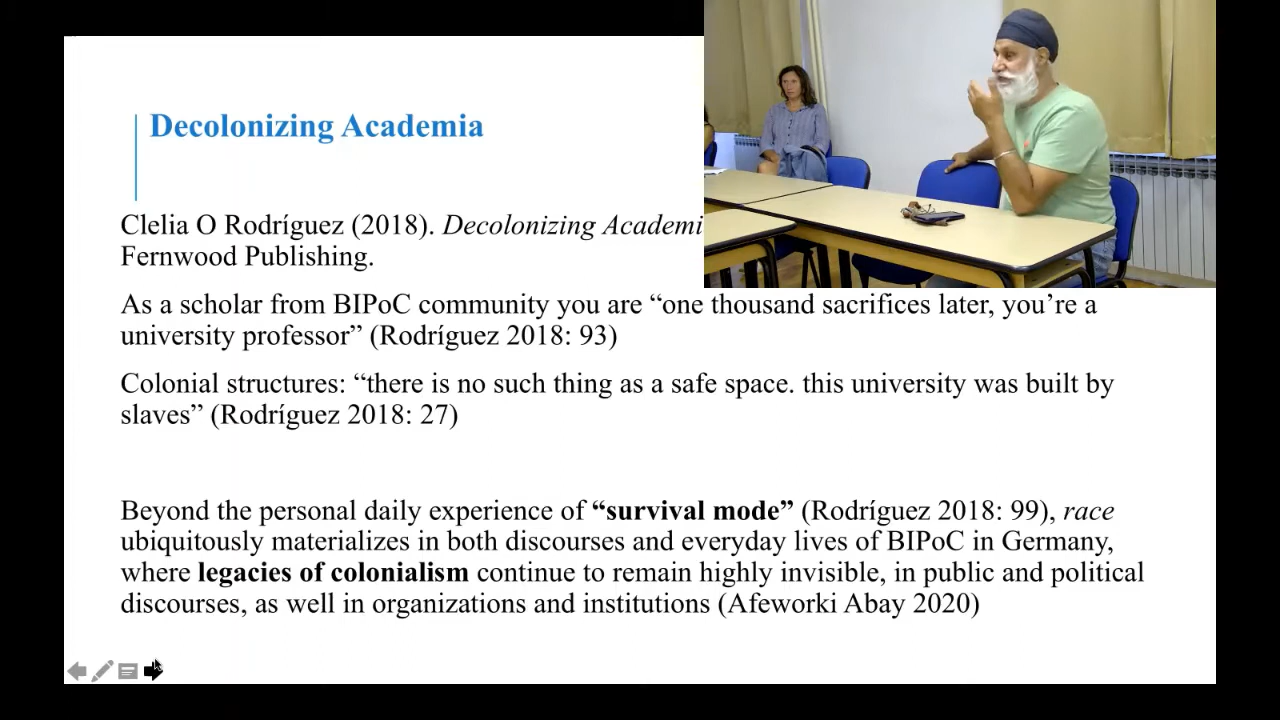 Decolonizing Academia
Clelia O Rodríguez (2018). Decolonizing Academi
Fernwood Publishing.
As a scholar from BIPoC community you are “one thousand sacrifices later, you’re a
university professor” (Rodríguez 2018: 93)
Colonial structures: “there is no such thing as a safe space. this university was built by
slaves” (Rodríguez 2018: 27)
Beyond the personal daily experience of “survival mode” (Rodríguez 2018: 99), race
ubiquitously materializes in both discourses and everyday lives of BIPoC in Germany,
where legacies of colonialism continue to remain highly invisible, in public and political
discourses, as well in organizations and institutions (Afeworki Abay 2020)